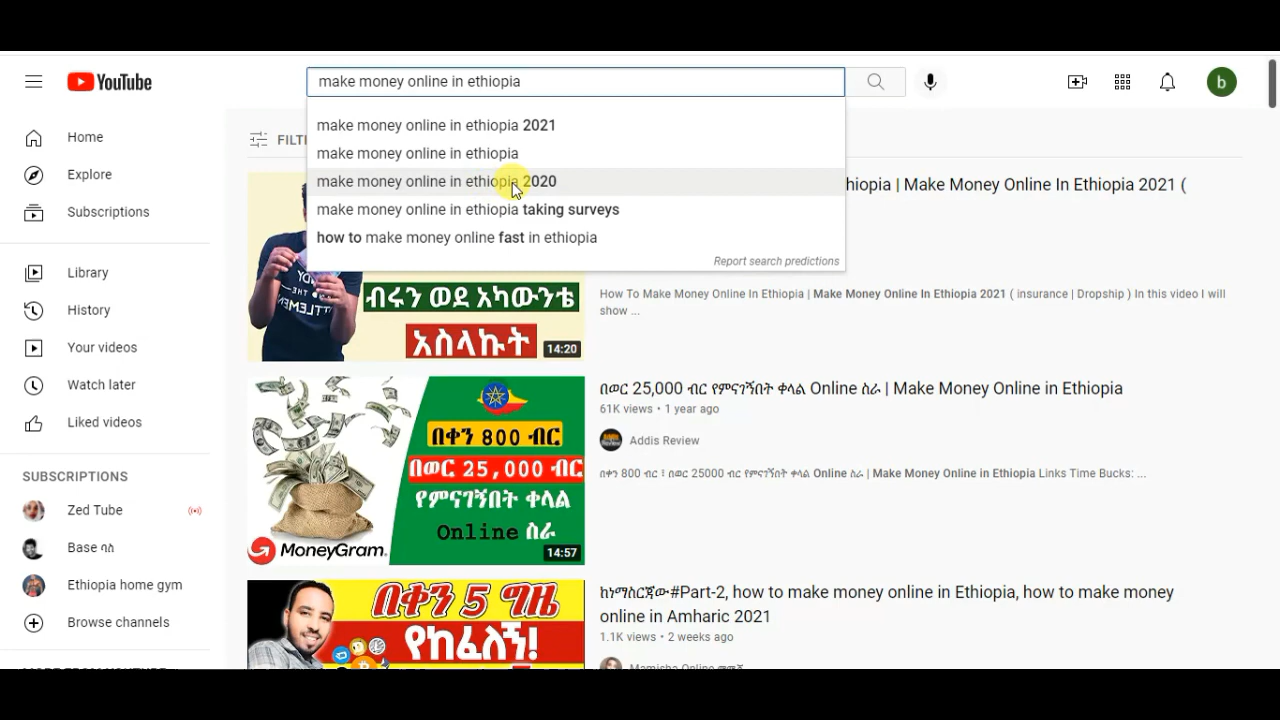 YouTube
make money online in ethiopia
b
make money online in ethiopia 2021
make money online in ethiopia
make money online in ethiopia 2020
make money online in ethiopia taking surveys
how to make money online fast in ethiopia
Report search predictions
Home
Explore
Subscriptions
Library
History
Your videos
Watch later
Liked videos
SUBSCRIPTIONS
Zed Tube
Base ባስ
Ethiopia home gym
Browse channels
hiopia | Make Money Online In Ethiopia 2021 (
How To Make Money Online In Ethiopia | Make Money Online In Ethiopia 2021 ( insurance | Dropship ) In this video I will
show ...
ብሩን ወደ አካውንቴ
አስላኩት
14:20
በወር 25,000 ብር የምናገኝበት ቀላል Online ስራ | Make Money Online in Ethiopia
61K views • 1 year ago
Addis Review
በቀን 800 ብር ፣ በወር 25000 ብር የምናገኝበት ቀላል Online ስራ | Make Money Online in Ethiopia Links Time Bucks: ...
በቀን 800 ብር
በወር 25,000 ብር
የምናገኝበት ቀላል
Online ስራ
MoneyGram.
14:57
ከነማስርጃው#Part-2, how to make money online in Ethiopia, how to make money
online in Amharic 2021
1.1K views • 2 weeks ago
Mamisha Online
በቀን 5 ግዜ
የከፈለኝ!